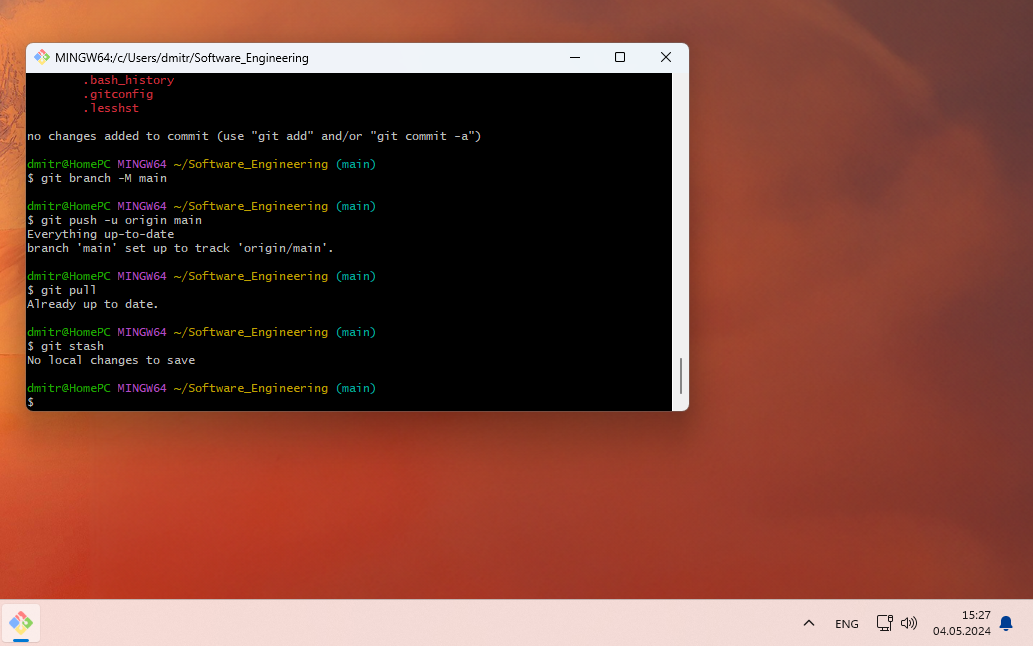 MINGW64:/c/Users/dmitr/Software_Engineering
.bash_history
.gitconfig
.lesshst
no changes added to commit (use "git add" and/or "git commit -a")
dmitr@HomePC MINGW64 ~/Software_Engineering (main)
$ git branch -M main
dmitr@HomePC MINGW64 ~/Software_Engineering (main)
$ git push -u origin main
Everything up-to-date
branch 'main' set up to track 'origin/main'.
dmitr@HomePC MINGW64 ~/Software_Engineering (main)
$ git pull
Already up to date.
dmitr@HomePC MINGW64 ~/Software_Engineering (main)
$ git stash
No local changes to save
dmitr@HomePC MINGW64 ~/Software_Engineering (main)
$
ENG
15:27
04.05.2024